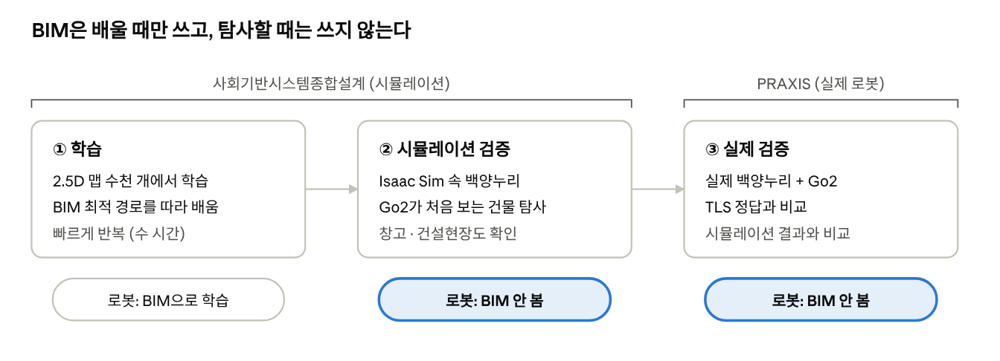 BIM은 배울 때만 쓰고, 탐사할 때는 쓰지 않는다
사회기반시스템종합설계 (시뮬레이션)
PRAXIS (실제 로봇)
① 학습
2.5D 맵 수천 개에서 학습
BIM 최적 경로를 따라 배움
빠르게 반복 (수 시간)
로봇: BIM으로 학습
② 시뮬레이션 검증
Isaac Sim 속 백양누리
Go2가 처음 보는 건물 탐사
창고 · 건설현장도 확인
로봇: BIM 안 봄
③ 실제 검증
실제 백양누리 + Go2
TLS 정답과 비교
시뮬레이션 결과와 비교
로봇: BIM 안 봄